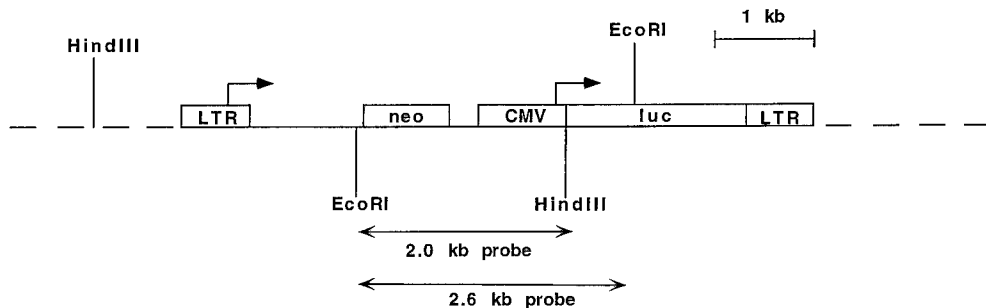 1 kb
EcoRI
HindIII
LTR
neo
CMV
luc
LTR
EcoRI
HindIII
2.0 kb probe
2.6 kb probe